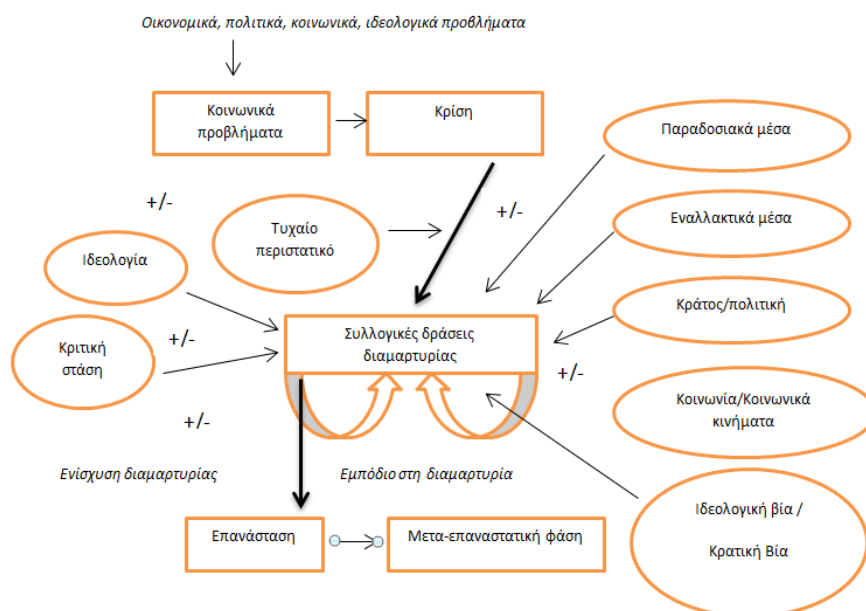 Οικονομικά, πολιτικά, κοινωνικά, ιδεολογικά προβλήματα
Κοινωνικά
προβλήματα
Κρίση
Παραδοσιακά μέσα
+/-
+/-
Τυχαίο
περιστατικό
Εναλλακτικά μέσα
Ιδεολογία
Κράτος/πολιτική
Συλλογικές δράσεις
διαμαρτυρίας
+/-
Κριτική
στάση
+/-
Κοινωνία/Κοινωνικά
κινήματα
+/-
Ενίσχυση διαμαρτυρίας
Εμπόδιο στη διαμαρτυρία
Ιδεολογική βία /
Κρατική Βία
Επανάσταση
Μετα-επαναστατική φάση